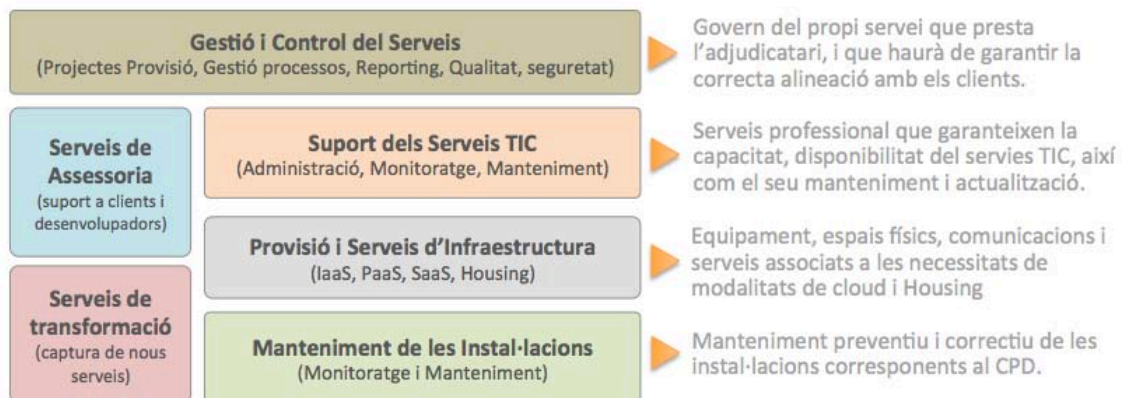 Gestió i Control del Serveis
(Projectes Provisió, Gestió processos, Reporting, Qualitat, seguretat)
Govern del propi servei que presta
l'adjudicatari, i que haurà de garantir la
correcta alineació amb els clients.
Serveis de
Assessoria
(suport a clients i
desenvolupadors)
Suport dels Serveis TIC
(Administració, Monitoratge, Manteniment)
Serveis professional que garanteixen la
capacitat, disponibilitat del servies TIC, així
com el seu manteniment i actualització.
Provisió i Serveis d'Infraestructura
(IaaS, PaaS, SaaS, Housing)
Equipament, espais físics, comunicacions i
serveis associats a les necessitats de
modalitats de cloud i Housing
Serveis de
transformació
(captura de nous
serveis)
Manteniment de les Instal·lacions
(Monitoratge i Manteniment)
Manteniment preventiu i correctiu de les
instal·lacions corresponents al CPD.